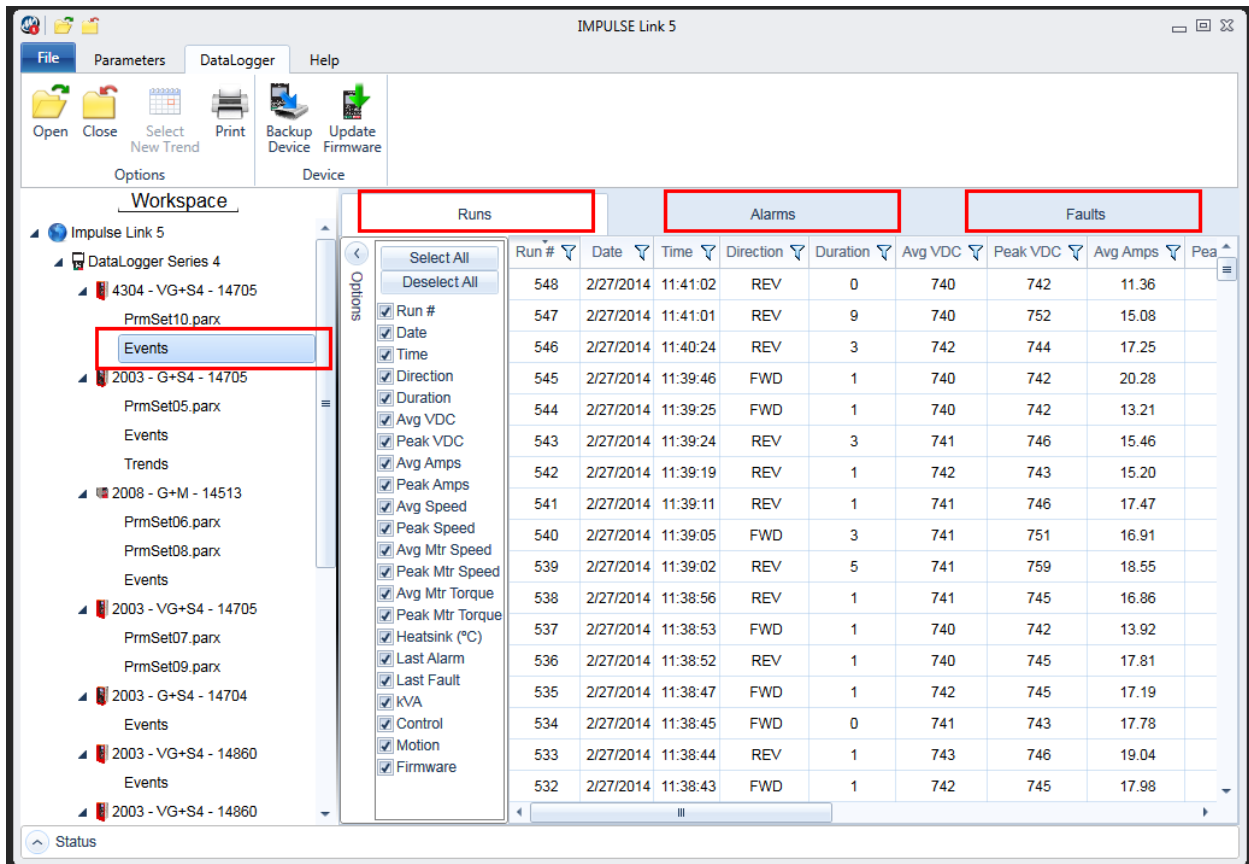 IMPULSE Link 5
File Parameters DataLogger Help
Open Close Select New Trend Print Backup Device Update Firmware
Options Device
Workspace
Impulse Link 5
DataLogger Series 4
4304 - VG+S4 - 14705
PrmSet10.parx
Events
2003 - G+S4 - 14705
PrmSet05.parx
Events
Trends
2008 - G+M - 14513
PrmSet06.parx
PrmSet08.parx
Events
2003 - VG+S4 - 14705
PrmSet07.parx
PrmSet09.parx
2003 - G+S4 - 14704
Events
2003 - VG+S4 - 14860
Events
2003 - VG+S4 - 14860
Runs Alarms Faults
Options
Select All
Deselect All
Run #
Date
Time
Direction
Duration
Avg VDC
Peak VDC
Avg Amps
Peak Amps
Avg Speed
Peak Speed
Avg Mtr Speed
Peak Mtr Speed
Avg Mtr Torque
Peak Mtr Torque
Heatsink (ºC)
Last Alarm
Last Fault
kVA
Control
Motion
Firmware
Run # Date Time Direction Duration Avg VDC Peak VDC Avg Amps Pea
548 2/27/2014 11:41:02 REV 0 740 742 11.36
547 2/27/2014 11:41:01 REV 9 740 752 15.08
546 2/27/2014 11:40:24 REV 3 742 744 17.25
545 2/27/2014 11:39:46 FWD 1 740 742 20.28
544 2/27/2014 11:39:25 FWD 1 740 742 13.21
543 2/27/2014 11:39:24 REV 3 741 746 15.46
542 2/27/2014 11:39:19 REV 1 742 743 15.20
541 2/27/2014 11:39:11 REV 1 741 746 17.47
540 2/27/2014 11:39:05 FWD 3 741 751 16.91
539 2/27/2014 11:39:02 REV 5 741 759 18.55
538 2/27/2014 11:38:56 REV 1 741 745 16.86
537 2/27/2014 11:38:53 FWD 1 740 742 13.92
536 2/27/2014 11:38:52 REV 1 740 745 17.81
535 2/27/2014 11:38:47 FWD 1 742 745 17.19
534 2/27/2014 11:38:45 FWD 0 741 743 17.78
533 2/27/2014 11:38:44 REV 1 743 746 19.04
532 2/27/2014 11:38:43 FWD 1 742 745 17.98
Status